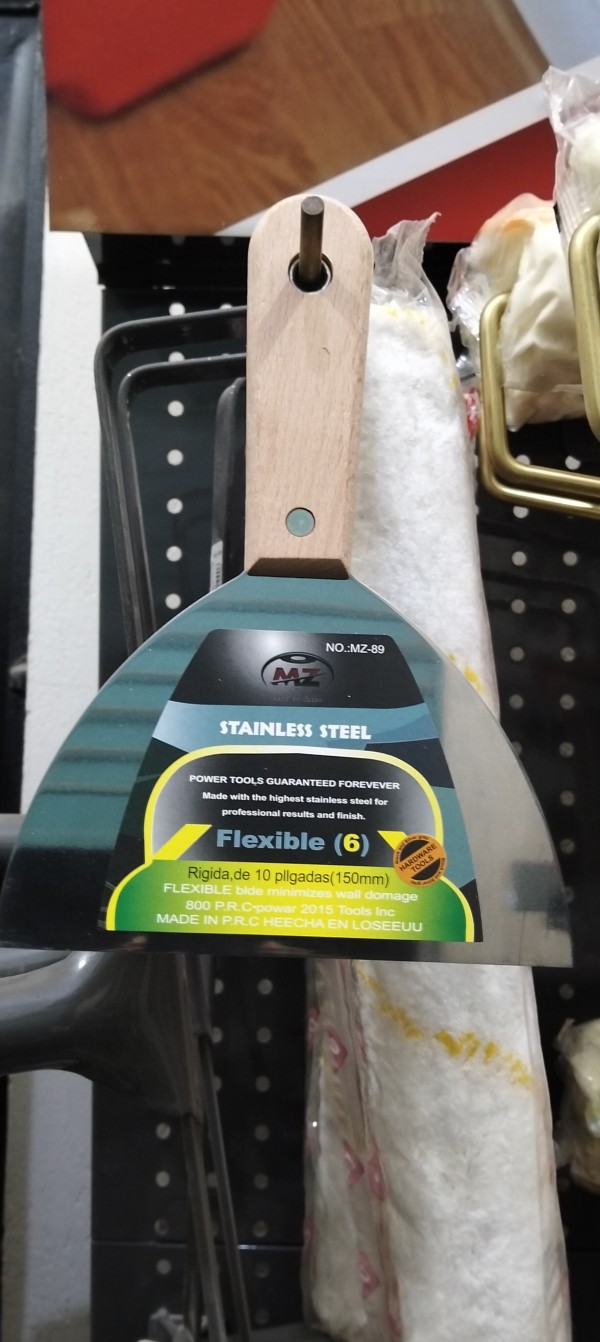 NO.:MZ-89
MZ
STAINLESS STEEL
POWER TOOLS GUARANTEED FOREVEVER
Made with the highest stainless steel for
professional results and finish.
Flexible (6)
HARDWARE
TOOLS
Rigida,de 10 pllgadas(150mm)
FLEXIBLE blde minimizes wall domage
800 P.R.C·powar 2015 Tools Inc
MADE IN P.R.C HEECHA EN LOSEEUU